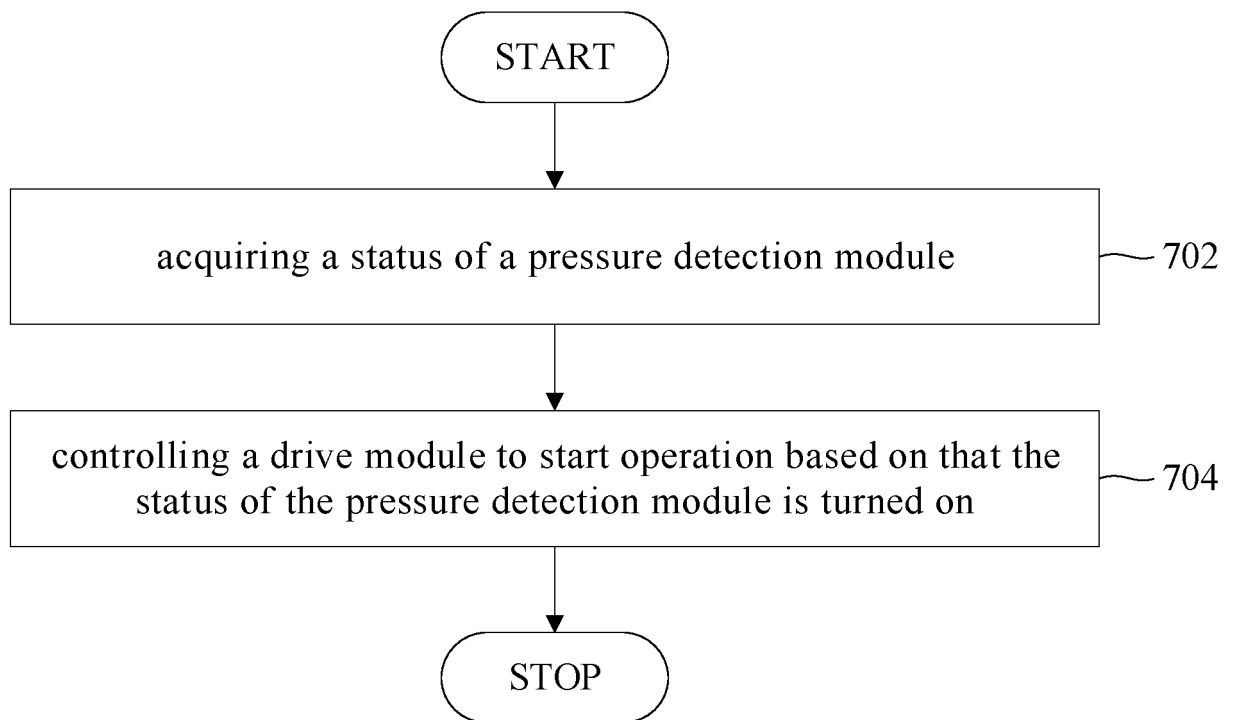 START
acquiring a status of a pressure detection module
702
controlling a drive module to start operation based on that the
status of the pressure detection module is turned on
704
STOP